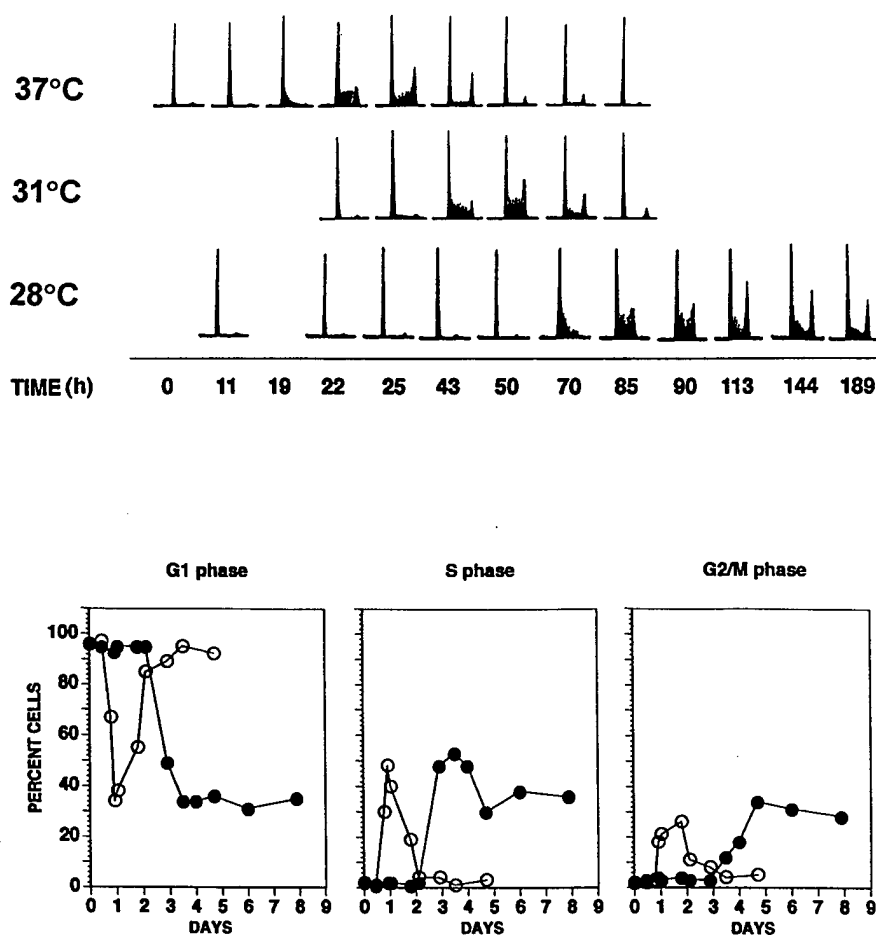 37°C
31°C
28°C
TIME (h) 0 11 19 22 25 43 50 70 85 90 113 144 189
G1 phase S phase G2/M phase
100
80
60
40
20
0
PERCENT CELLS
0 1 2 3 4 5 6 7 8 9 0 1 2 3 4 5 6 7 8 9 0 1 2 3 4 5 6 7 8 9
DAYS DAYS DAYS